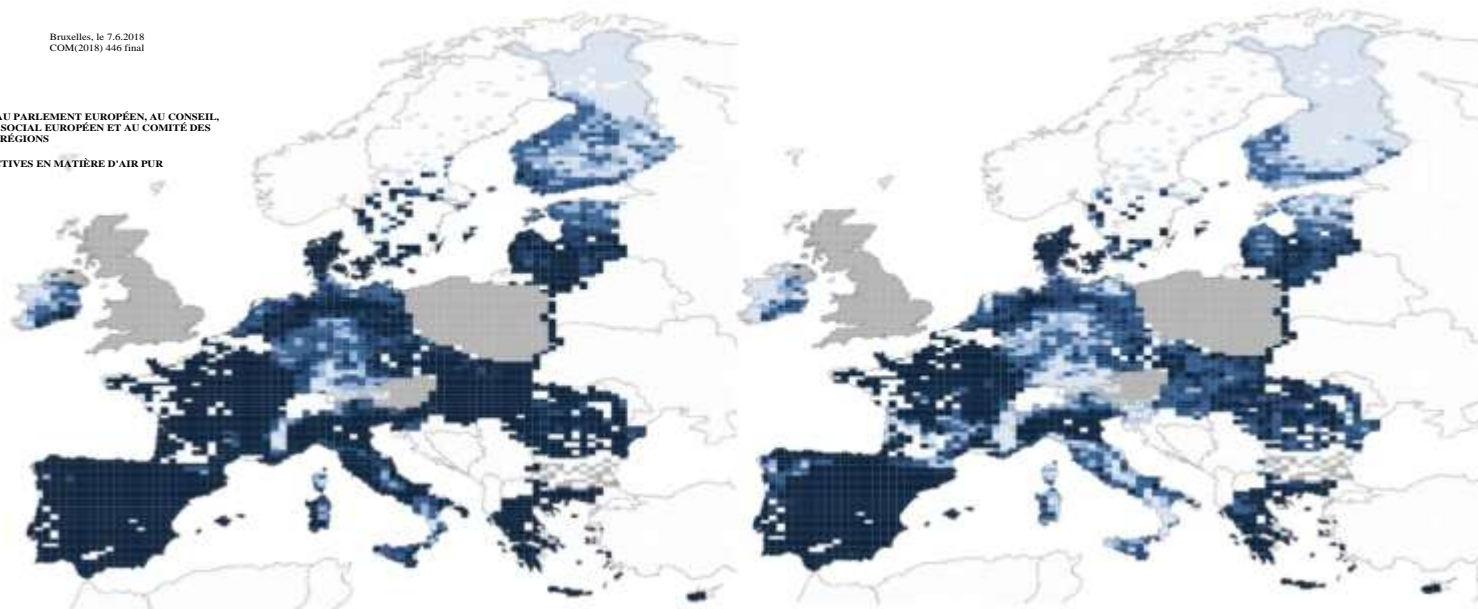 Bruxelles, le 7.6.2018
COM(2018) 446 final
AU PARLEMENT EUROPÉEN, AU CONSEIL,
SOCIAL EUROPÉEN ET AU COMITÉ DES
RÉGIONS
EN MATIÈRE D'AIR PUR